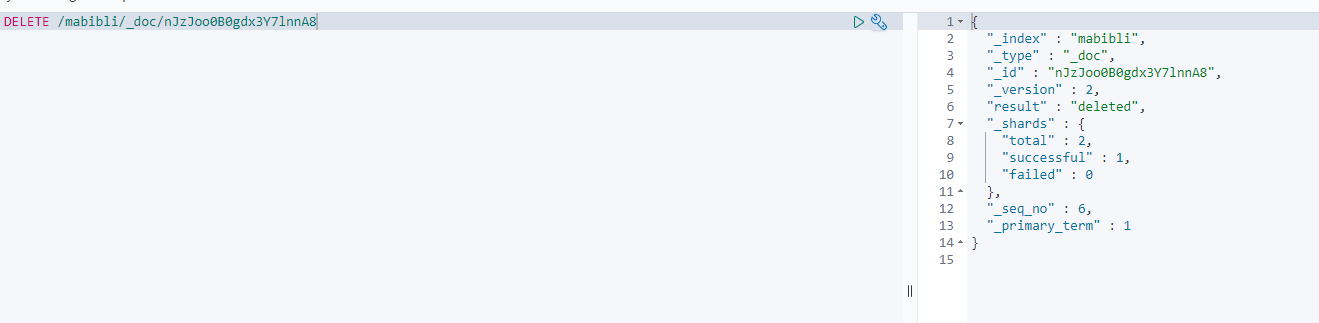 DELETE /mabibli/_doc/nJzJoo0B0gdx3Y7lnnA8
1 {
2 "_index" : "mabibli",
3 "_type" : "_doc",
4 "_id" : "nJzJoo0B0gdx3Y7lnnA8",
5 "_version" : 2,
6 "result" : "deleted",
7 "_shards" : {
8 "total" : 2,
9 "successful" : 1,
10 "failed" : 0
11 },
12 "_seq_no" : 6,
13 "_primary_term" : 1
14 }
15